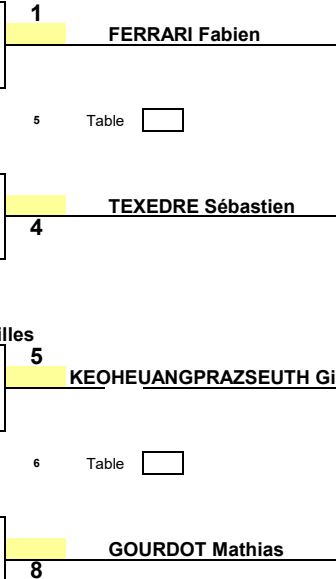 1
FERRARI Fabien
5 Table
TEXEDRE Sébastien
4
illes
5
KEOHEUANGPRAZSEUTH Gi
6 Table
GOURDOT Mathias
8